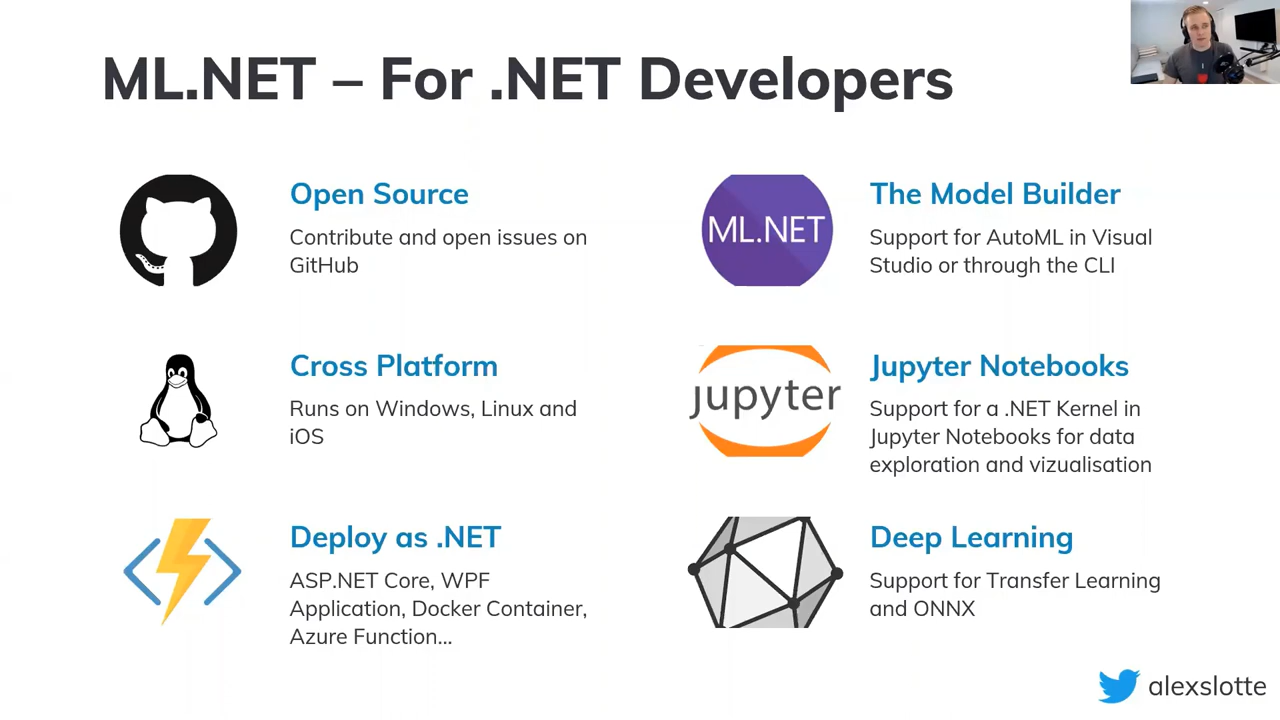 ML.NET – For .NET Developers
Open Source
Contribute and open issues on
GitHub
ML.NET
The Model Builder
Support for AutoML in Visual
Studio or through the CLI
Cross Platform
Runs on Windows, Linux and
iOS
jupyter
Jupyter Notebooks
Support for a .NET Kernel in
Jupyter Notebooks for data
exploration and vizualisation
Deploy as .NET
ASP.NET Core, WPF
Application, Docker Container,
Azure Function...
Deep Learning
Support for Transfer Learning
and ONNX
alexslotte